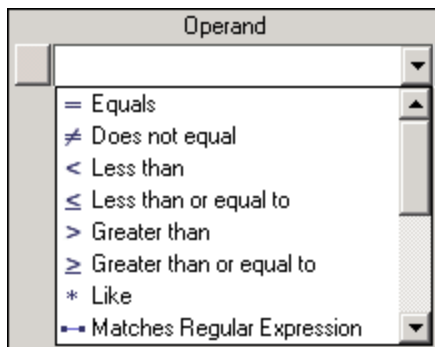 Operand
= Equals
≠ Does not equal
< Less than
≤ Less than or equal to
> Greater than
≥ Greater than or equal to
* Like
Matches Regular Expression